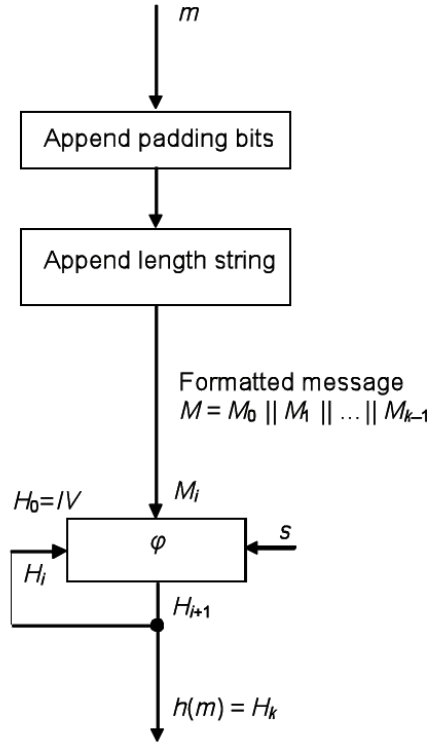 m
Append padding bits
Append length string
Formatted message
M = M₀ || M₁ || ... || Mₖ₋₁
Mᵢ
H₀=IV
φ
s
Hᵢ
Hᵢ₊₁
h(m) = Hₖ